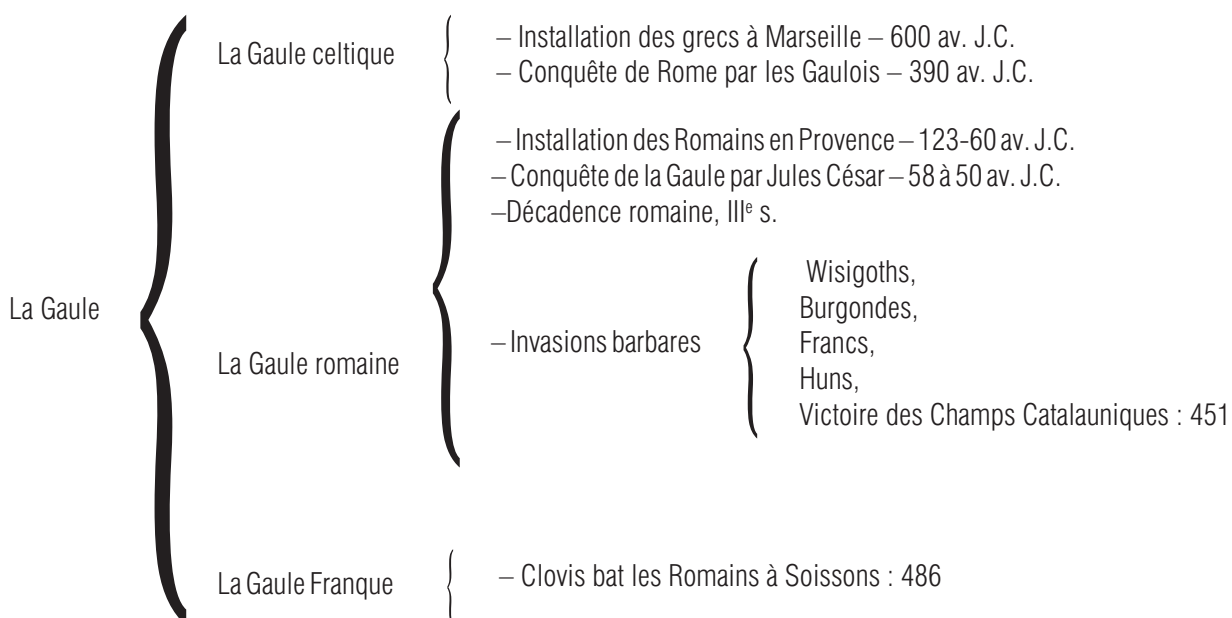 La Gaule
La Gaule celtique
– Installation des grecs à Marseille – 600 av. J.C.
– Conquête de Rome par les Gaulois – 390 av. J.C.
La Gaule romaine
– Installation des Romains en Provence – 123-60 av. J.C.
– Conquête de la Gaule par Jules César – 58 à 50 av. J.C.
–Décadence romaine, IIIᵉ s.
– Invasions barbares
Wisigoths,
Burgondes,
Francs,
Huns,
Victoire des Champs Catalauniques : 451
La Gaule Franque
– Clovis bat les Romains à Soissons : 486